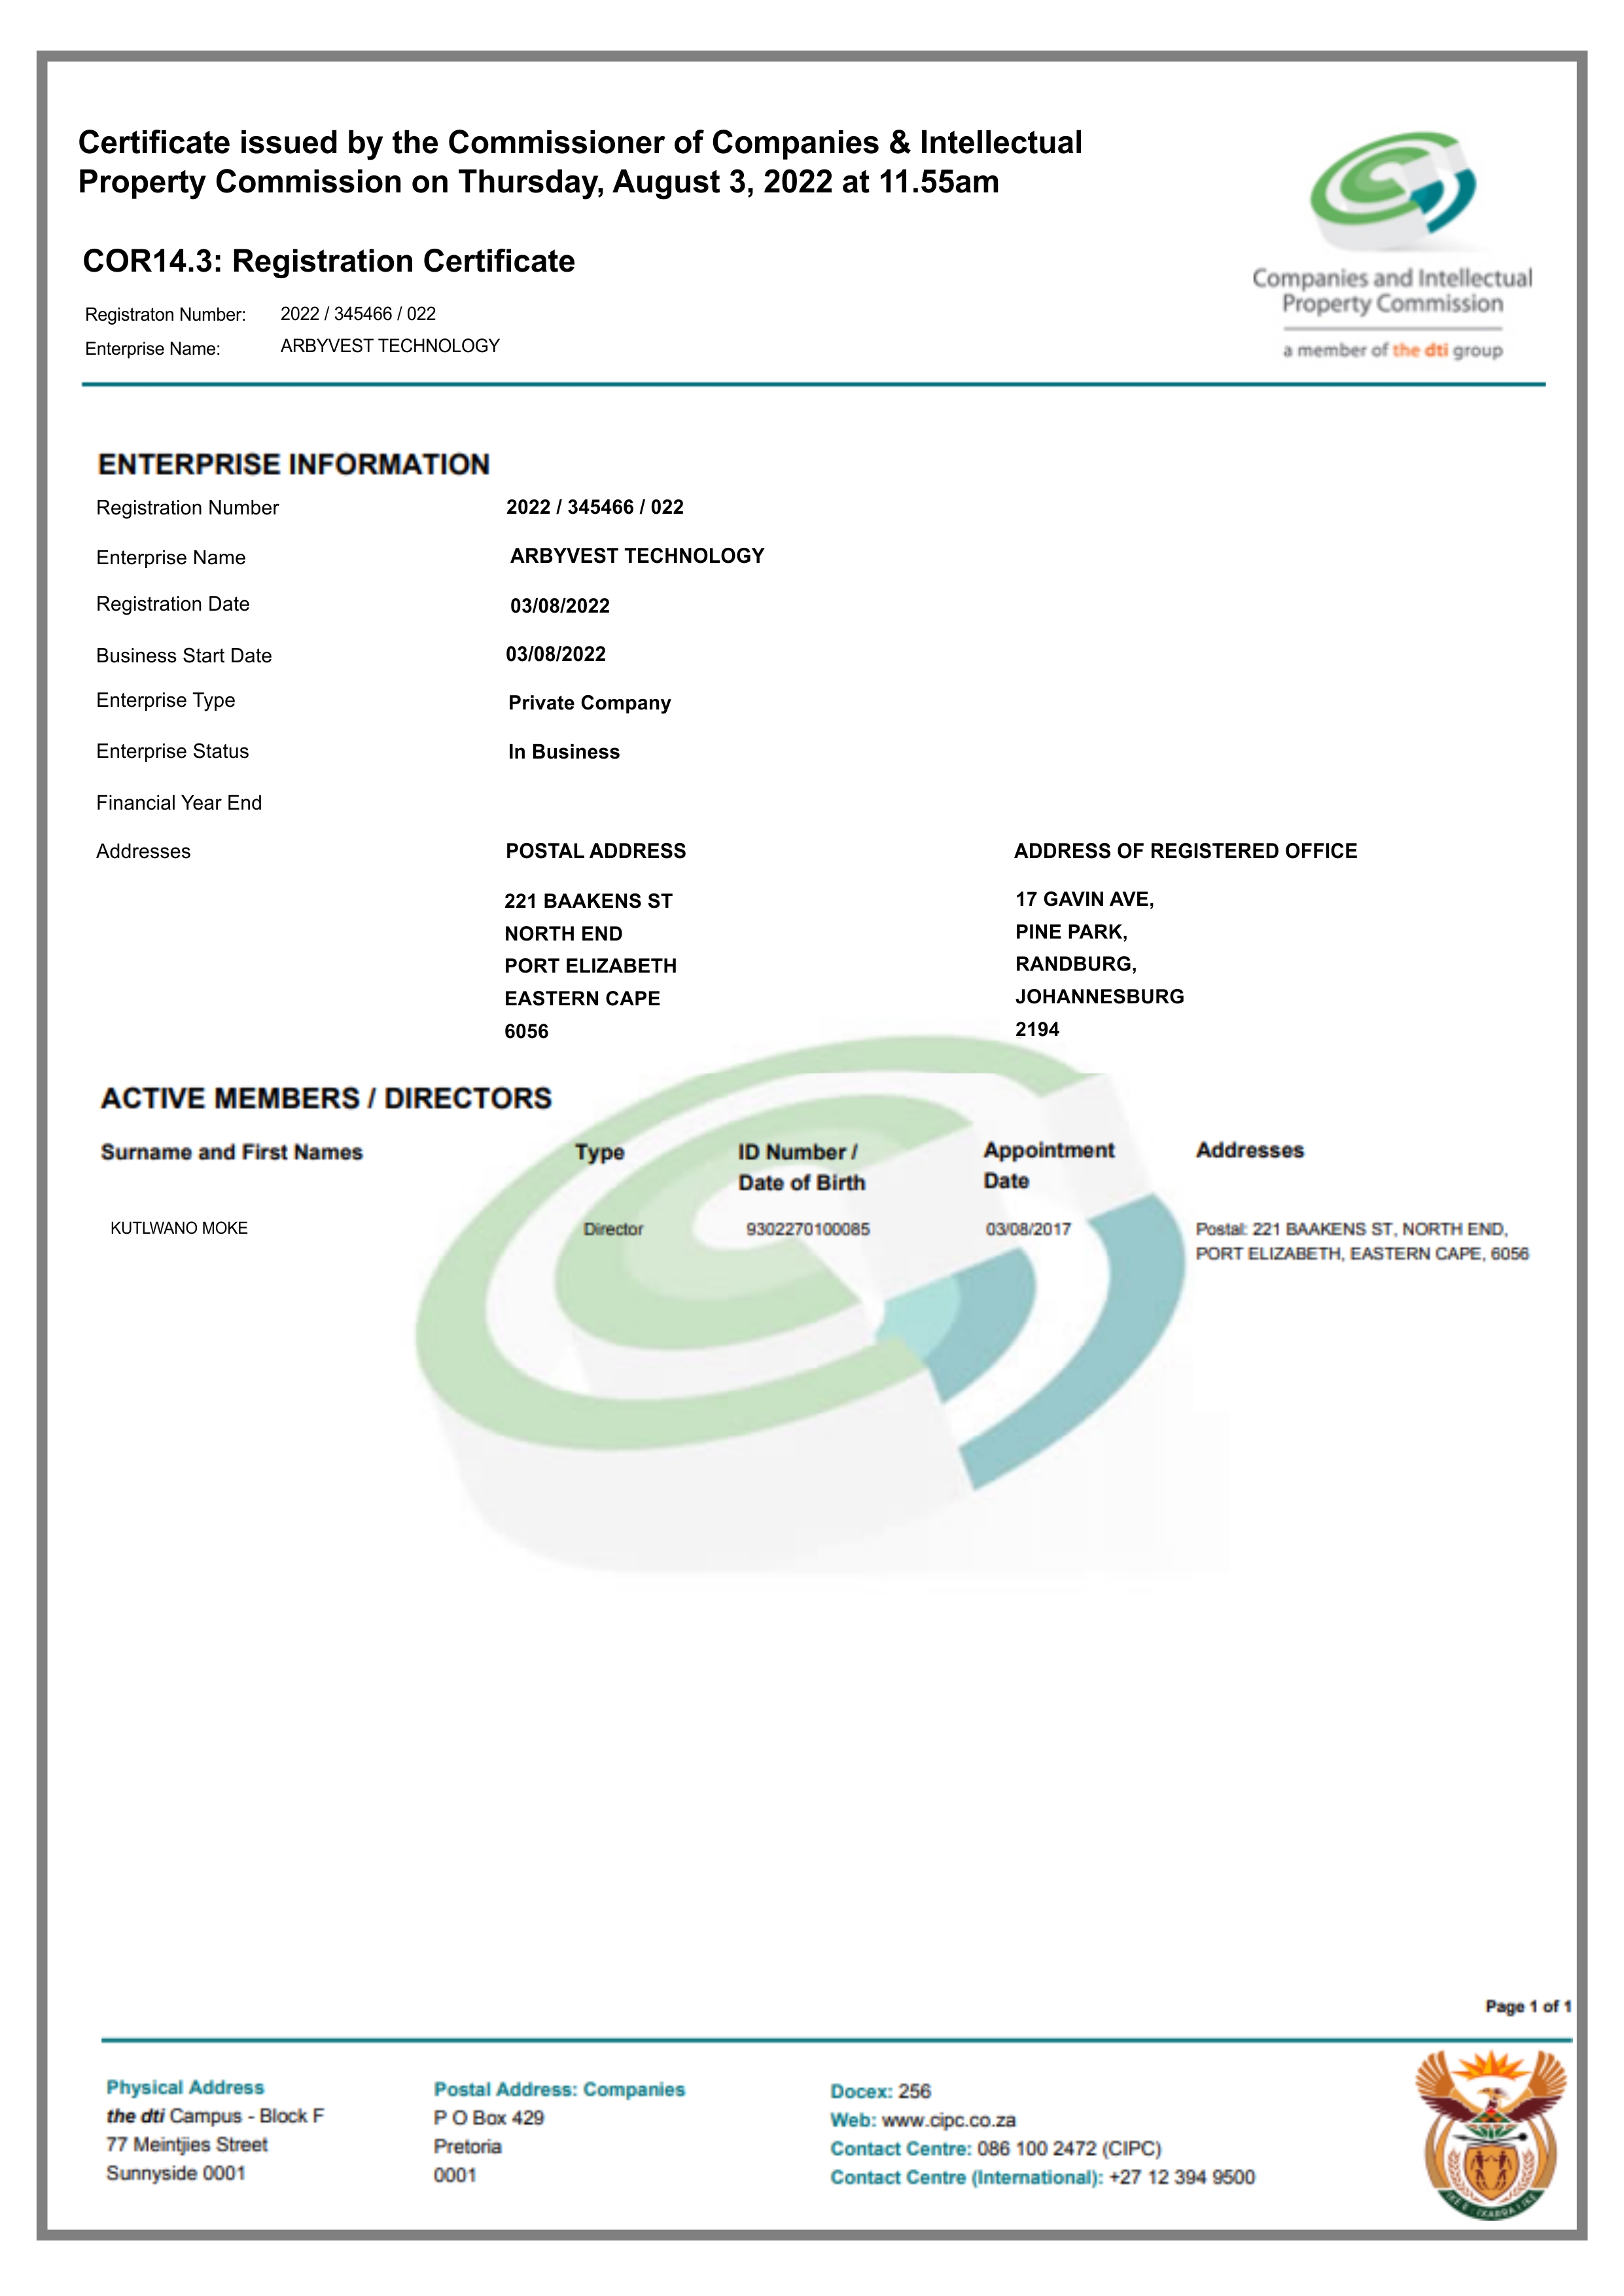 Certificate issued by the Commissioner of Companies & Intellectual
Property Commission on Thursday, August 3, 2022 at 11.55am
COR14.3: Registration Certificate
Registraton Number: 2022 / 345466 / 022
Enterprise Name: ARBYVEST TECHNOLOGY
Companies and Intellectual
Property Commission
a member of the dti group
ENTERPRISE INFORMATION
Registration Number 2022 / 345466 / 022
Enterprise Name ARBYVEST TECHNOLOGY
Registration Date 03/08/2022
Business Start Date 03/08/2022
Enterprise Type Private Company
Enterprise Status In Business
Financial Year End
Addresses POSTAL ADDRESS ADDRESS OF REGISTERED OFFICE
221 BAAKENS ST 17 GAVIN AVE,
NORTH END PINE PARK,
PORT ELIZABETH RANDBURG,
EASTERN CAPE JOHANNESBURG
6056 2194
ACTIVE MEMBERS / DIRECTORS
Surname and First Names Type ID Number / Appointment Addresses
Date of Birth Date
KUTLWANO MOKE Director 9302270100085 03/08/2017 Postal: 221 BAAKENS ST, NORTH END,
PORT ELIZABETH, EASTERN CAPE, 6056
Page 1 of 1
Physical Address
the dti Campus - Block F
77 Meintjies Street
Sunnyside 0001
Postal Address: Companies
P O Box 429
Pretoria
0001
Docex: 256
Web: www.cipc.co.za
Contact Centre: 086 100 2472 (CIPC)
Contact Centre (International): +27 12 394 9500